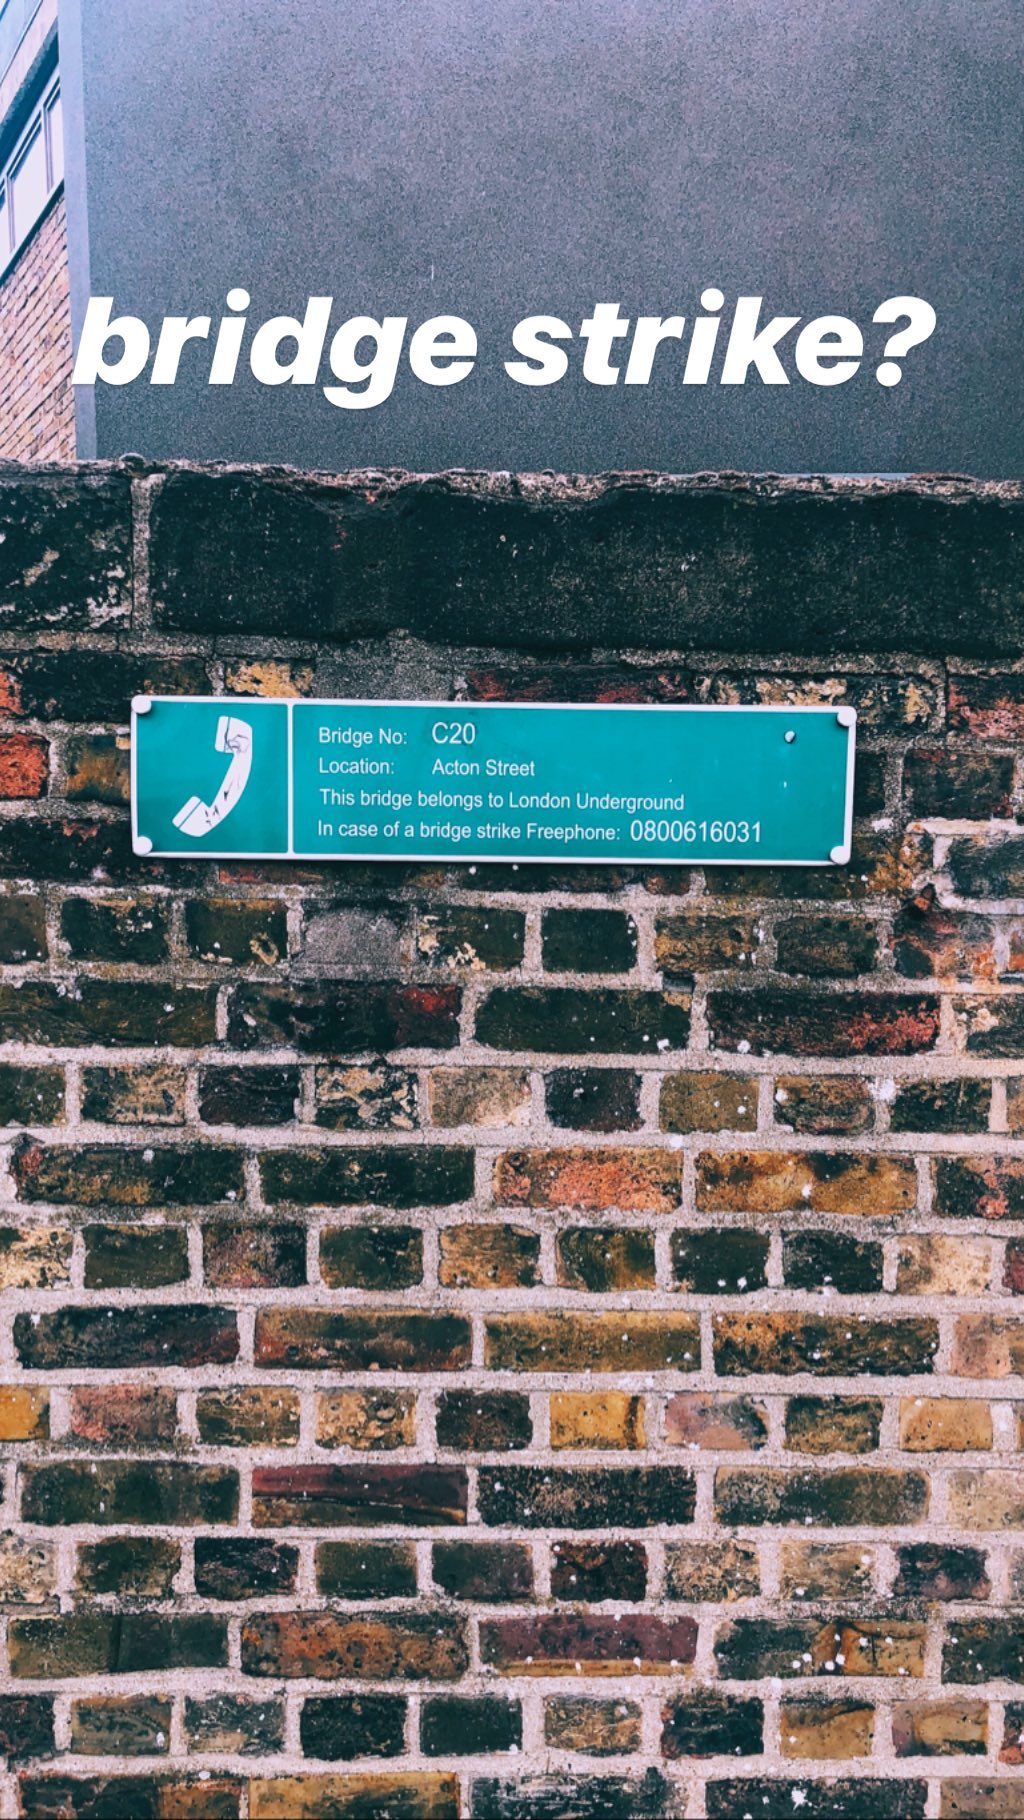 bridge strike?
Bridge No: C20
Location: Acton Street
This bridge belongs to London Underground
In case of a bridge strike Freephone: 0800616031